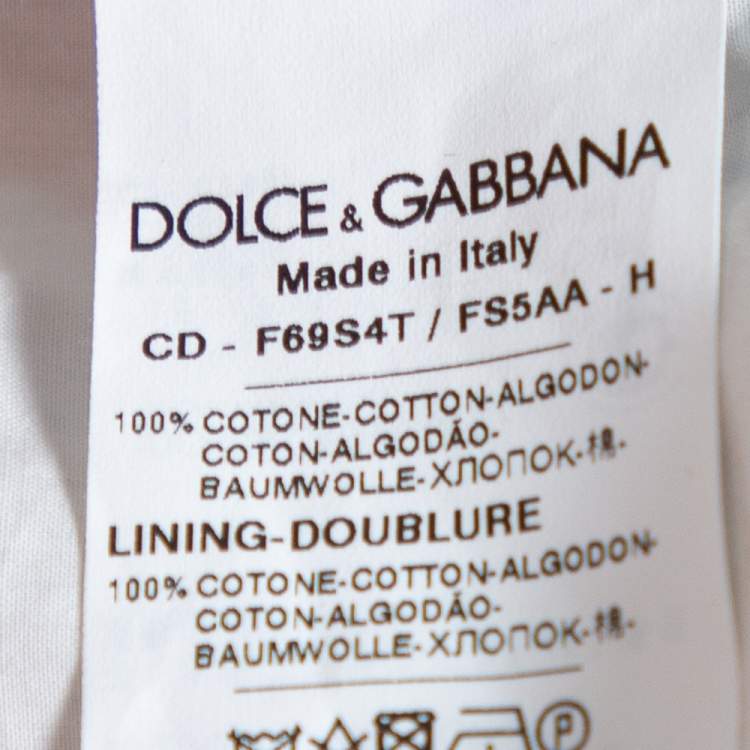 DOLCE & GABBANA
Made in Italy
CD - F69S4T / FS5AA - H
100% COTONE-COTTON-ALGODON-
COTON-ALGODÃO-
BAUMWOLLE-ХЛОПОК-棉-
LINING-DOUBLURE
100% COTONE-COTTON-ALGODON-
COTON-ALGODÃO-
BAUMWOLLE-ХЛОПОК-棉-
P